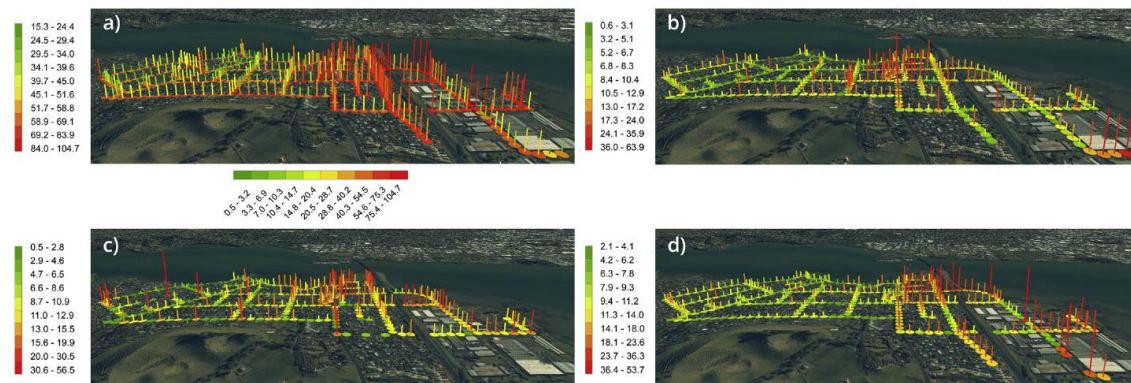 a)
15.3 - 24.4
24.5 - 29.4
29.5 - 34.0
34.1 - 39.6
39.7 - 45.0
45.1 - 51.6
51.7 - 58.8
58.9 - 69.1
69.2 - 83.9
84.0 - 104.7
b)
0.6 - 3.1
3.2 - 5.1
5.2 - 6.7
6.8 - 8.3
8.4 - 10.4
10.5 - 12.9
13.0 - 17.2
17.3 - 24.0
24.1 - 35.9
36.0 - 63.9
0.5 - 3.2
3.3 - 6.9
7.0 - 10.3
10.4 - 14.7
14.8 - 20.4
20.5 - 28.7
28.8 - 40.2
40.3 - 54.5
54.6 - 75.3
75.4 - 104.7
c)
0.5 - 2.8
2.9 - 4.6
4.7 - 6.5
6.6 - 8.6
8.7 - 10.9
11.0 - 12.9
13.0 - 15.5
15.6 - 19.9
20.0 - 30.5
30.6 - 56.5
d)
2.1 - 4.1
4.2 - 6.2
6.3 - 7.8
7.9 - 9.3
9.4 - 11.2
11.3 - 14.0
14.1 - 18.0
18.1 - 23.6
23.7 - 36.3
36.4 - 53.7